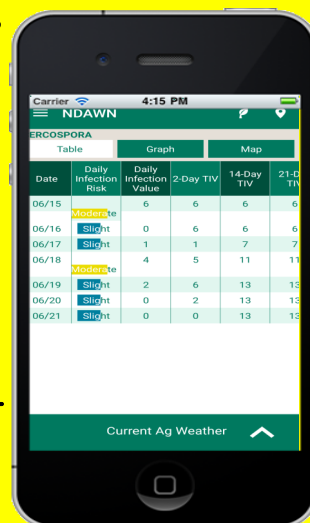 Carrier 4:15 PM
NDAWN
ERCOSPORA
Table Graph Map
Date Daily Infection Risk Daily Infection Value 2-Day TIV 14-Day TIV 21-D TIV
06/15 Moderate 6 6 6 6
06/16 Slight 0 6 6 6
06/17 Slight 1 1 7 7
06/18 Moderate 4 5 11 11
06/19 Slight 2 6 13 13
06/20 Slight 0 2 13 13
06/21 Slight 0 0 13 13
Current Ag Weather